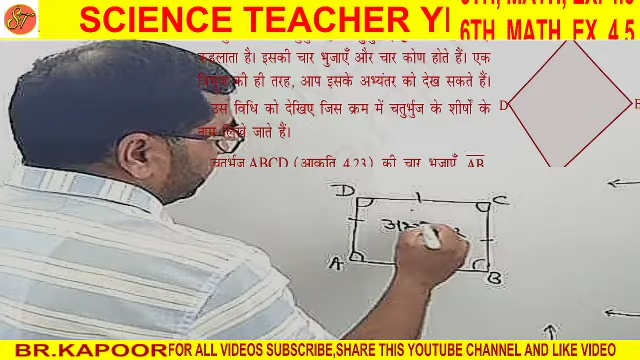 ST
SCIENCE TEACHER
6TH MATH EX 4.5
कहलाता है। इसकी चार भुजाएँ और चार कोण होते हैं। एक
की ही तरह, आप इसके अभ्यंतर को देख सकते हैं।
उस विधि को देखिए जिस क्रम में चतुर्भुज के शीर्षों के
नाम लिखे जाते हैं।
चतुर्भुज ABCD (आकृति 4.23) की चार भुजाएँ AB
D
D C
A B
BR.KAPOOR FOR ALL VIDEOS SUBSCRIBE,SHARE THIS YOUTUBE CHANNEL AND LIKE VIDEO